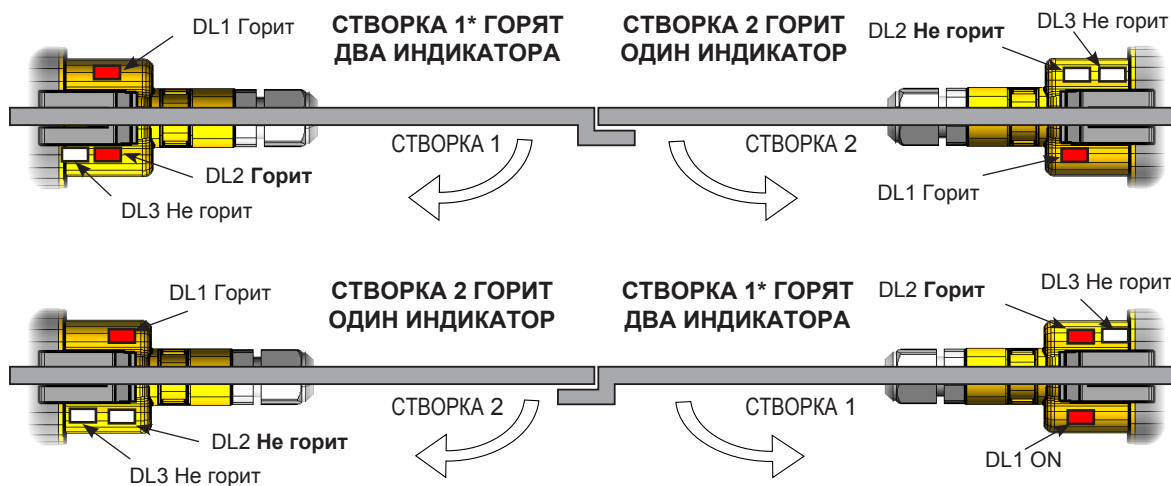 DL1 Горит
СТВОРКА 1* ГОРЯТ
ДВА ИНДИКАТОРА
СТВОРКА 2 ГОРИТ
ОДИН ИНДИКАТОР
DL2 Не горит
DL3 Не горит
СТВОРКА 1
СТВОРКА 2
DL2 Горит
DL3 Не горит
DL1 Горит
DL1 Горит
СТВОРКА 2 ГОРИТ
ОДИН ИНДИКАТОР
СТВОРКА 1* ГОРЯТ
ДВА ИНДИКАТОРА
DL2 Горит
DL3 Не горит
СТВОРКА 2
СТВОРКА 1
DL2 Не горит
DL3 Не горит
DL1 ON